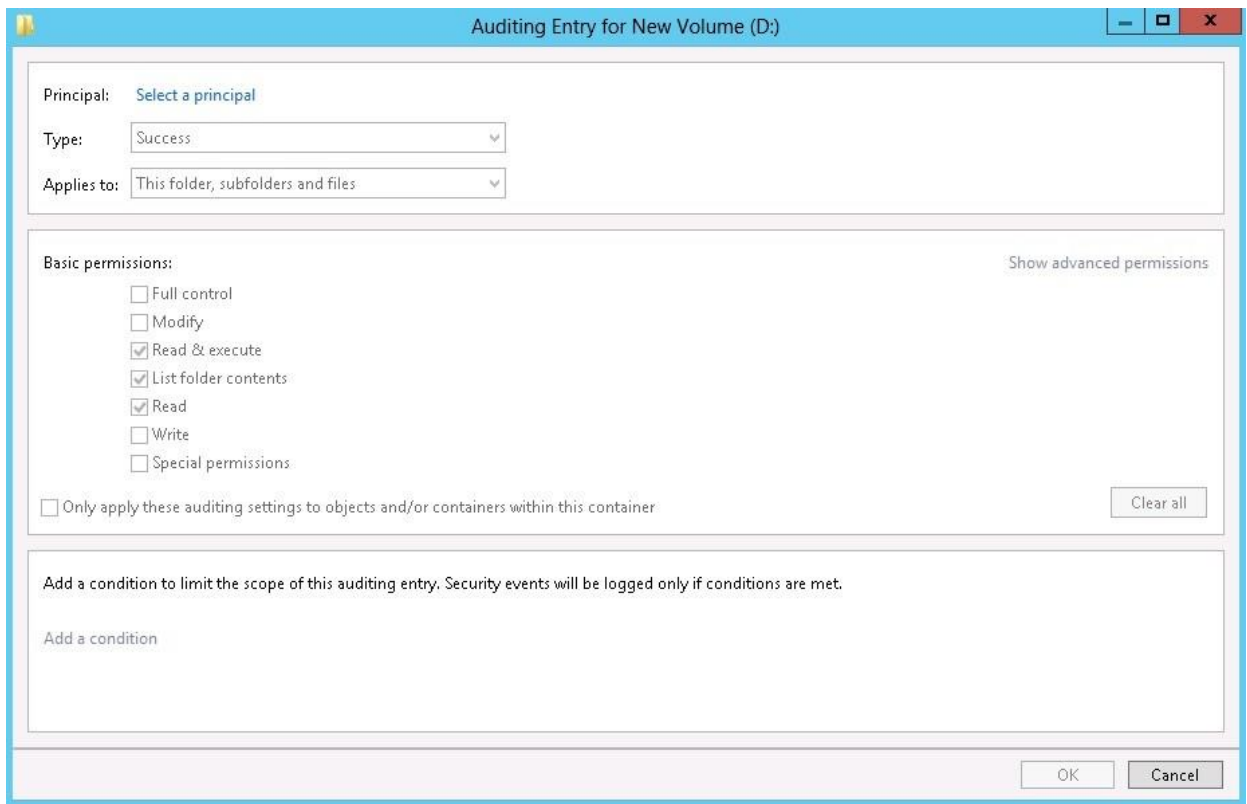 Auditing Entry for New Volume (D:)
Principal: Select a principal
Type: Success
Applies to: This folder, subfolders and files
Basic permissions: Show advanced permissions
Full control
Modify
Read & execute
List folder contents
Read
Write
Special permissions
Only apply these auditing settings to objects and/or containers within this container Clear all
Add a condition to limit the scope of this auditing entry. Security events will be logged only if conditions are met.
Add a condition
OK Cancel